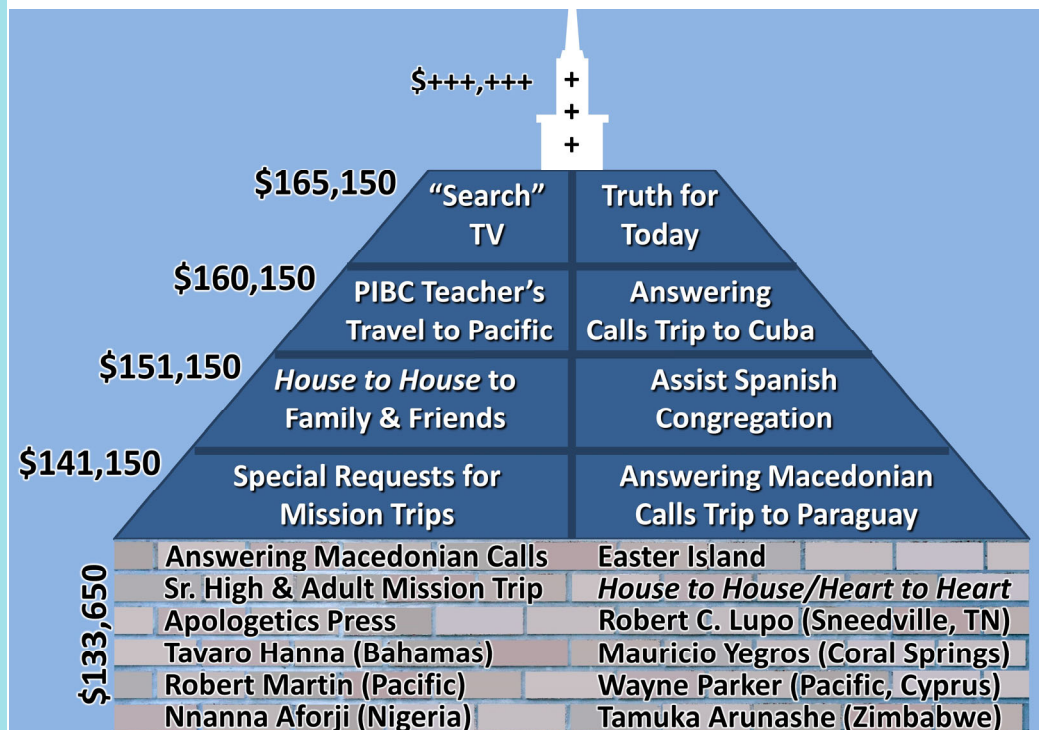 $+++,+++
+
+
+
$165,150
“Search”
TV
Truth for
Today
$160,150
PIBC Teacher’s
Travel to Pacific
Answering
Calls Trip to Cuba
$151,150
House to House to
Family & Friends
Assist Spanish
Congregation
$141,150
Special Requests for
Mission Trips
Answering Macedonian
Calls Trip to Paraguay
$133,650
Answering Macedonian Calls
Easter Island
Sr. High & Adult Mission Trip
House to House/Heart to Heart
Apologetics Press
Robert C. Lupo (Sneedville, TN)
Tavaro Hanna (Bahamas)
Mauricio Yegros (Coral Springs)
Robert Martin (Pacific)
Wayne Parker (Pacific, Cyprus)
Nnanna Aforji (Nigeria)
Tamuka Arunashe (Zimbabwe)